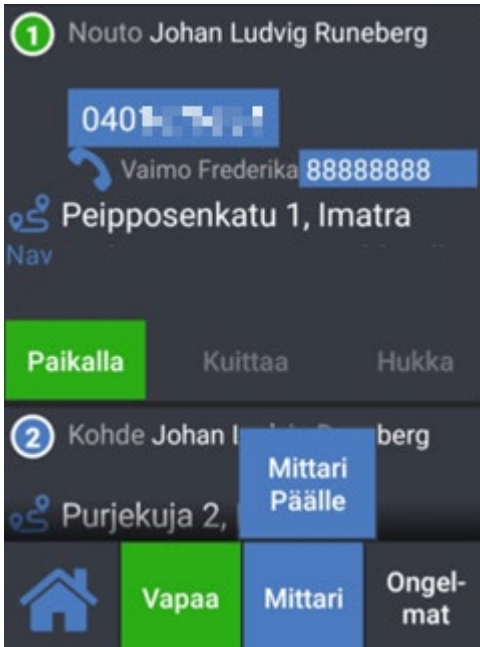 1 Nouto Johan Ludvig Runeberg
040
Vaimo Frederika 88888888
Peipposenkatu 1, Imatra
Nav
Paikalla Kuittaa Hukka
2 Kohde Johan berg
Mittari
Päälle
Purjekuja 2,
Vapaa Mittari Ongel-
mat